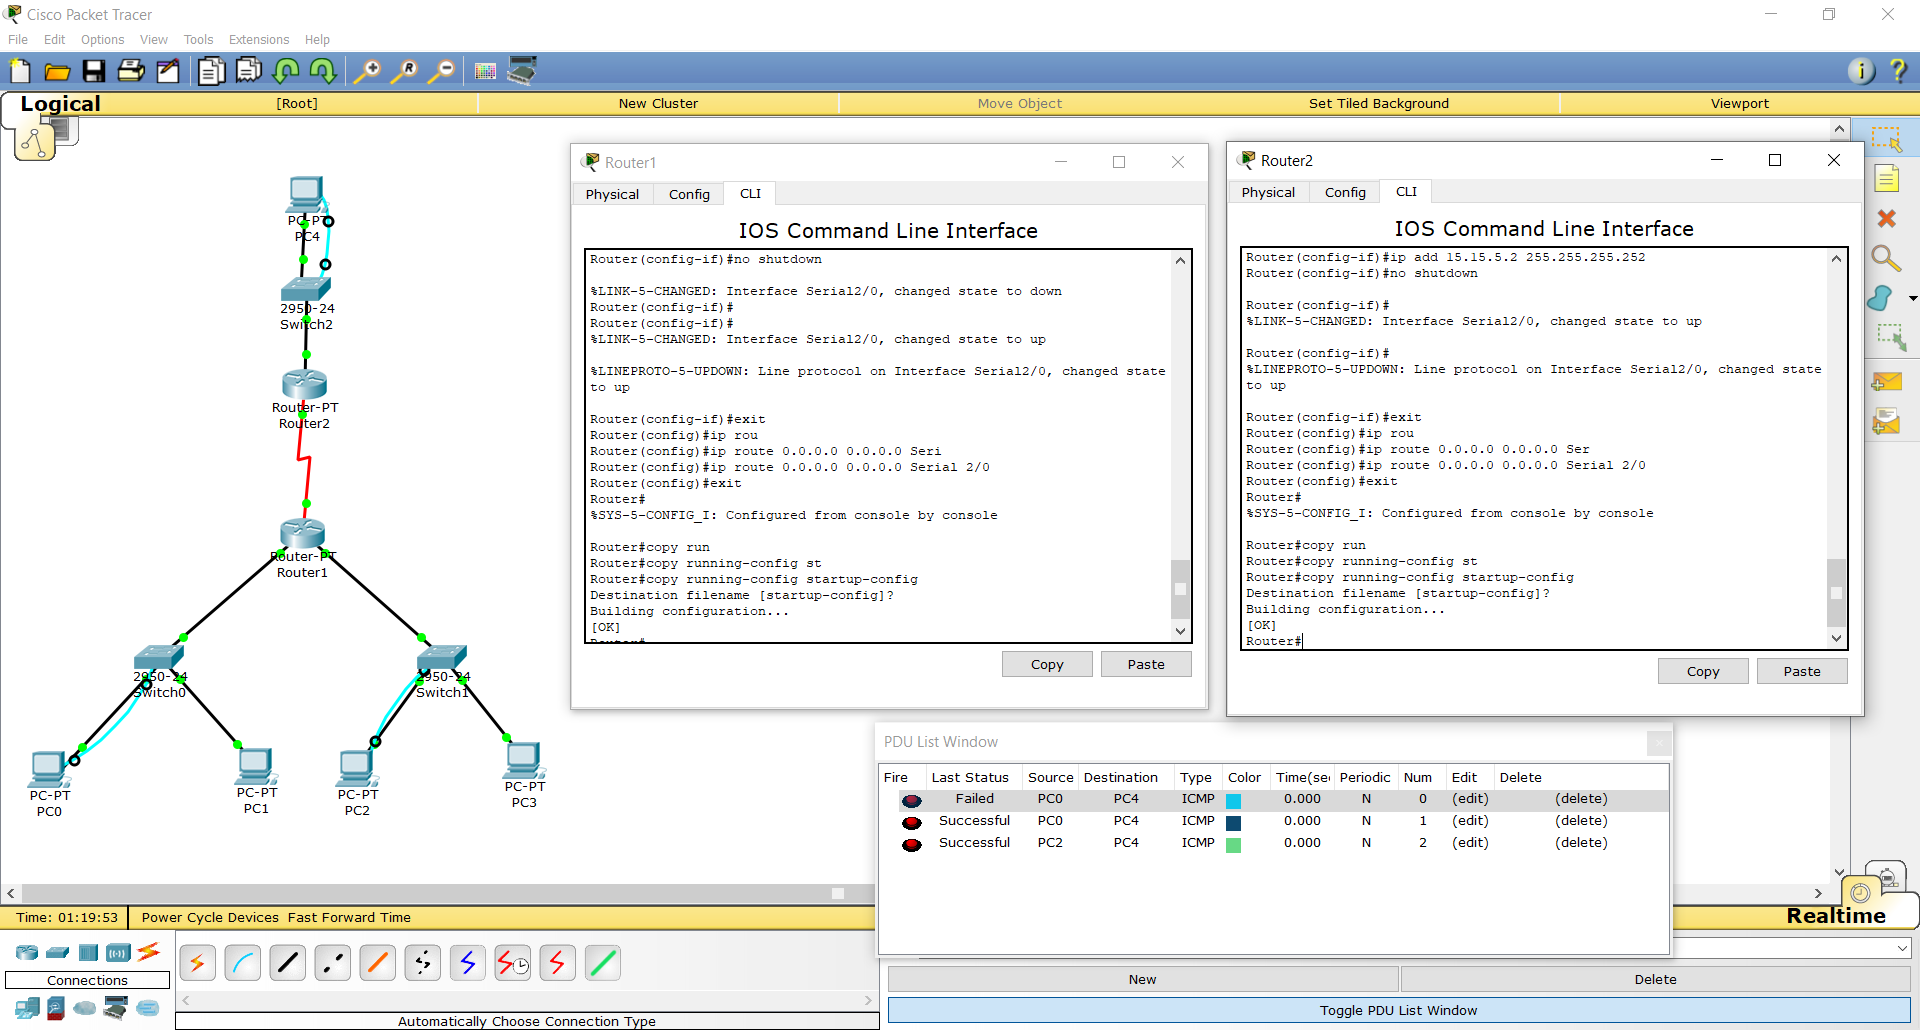 Cisco Packet Tracer
File Edit Options View Tools Extensions Help
Logical [Root] New Cluster Move Object Set Tiled Background Viewport
PC-PT
PC4
2950-24
Switch2
Router-PT
Router2
Router-PT
Router1
2950-24
Switch0
2950-24
Switch1
PC-PT
PC0
PC-PT
PC1
PC-PT
PC2
PC-PT
PC3
Router1
Physical Config CLI
IOS Command Line Interface
Router(config-if)#no shutdown
%LINK-5-CHANGED: Interface Serial2/0, changed state to down
Router(config-if)#
Router(config-if)#
%LINK-5-CHANGED: Interface Serial2/0, changed state to up
%LINEPROTO-5-UPDOWN: Line protocol on Interface Serial2/0, changed state
to up
Router(config-if)#exit
Router(config)#ip rou
Router(config)#ip route 0.0.0.0 0.0.0.0 Seri
Router(config)#ip route 0.0.0.0 0.0.0.0 Serial 2/0
Router(config)#exit
Router#
%SYS-5-CONFIG_I: Configured from console by console
Router#copy run
Router#copy running-config st
Router#copy running-config startup-config
Destination filename [startup-config]?
Building configuration...
[OK]
Router#
Copy Paste
Router2
Physical Config CLI
IOS Command Line Interface
Router(config-if)#ip add 15.15.5.2 255.255.255.252
Router(config-if)#no shutdown
Router(config-if)#
%LINK-5-CHANGED: Interface Serial2/0, changed state to up
Router(config-if)#
%LINEPROTO-5-UPDOWN: Line protocol on Interface Serial2/0, changed state
to up
Router(config-if)#exit
Router(config)#ip rou
Router(config)#ip route 0.0.0.0 0.0.0.0 Ser
Router(config)#ip route 0.0.0.0 0.0.0.0 Serial 2/0
Router(config)#exit
Router#
%SYS-5-CONFIG_I: Configured from console by console
Router#copy run
Router#copy running-config st
Router#copy running-config startup-config
Destination filename [startup-config]?
Building configuration...
[OK]
Router#
Copy Paste
PDU List Window
Fire Last Status Source Destination Type Color Time(sec Periodic Num Edit Delete
Failed PC0 PC4 ICMP 0.000 N 0 (edit) (delete)
Successful PC0 PC4 ICMP 0.000 N 1 (edit) (delete)
Successful PC2 PC4 ICMP 0.000 N 2 (edit) (delete)
Time: 01:19:53 Power Cycle Devices Fast Forward Time
Realtime
Connections
Automatically Choose Connection Type
New Delete
Toggle PDU List Window